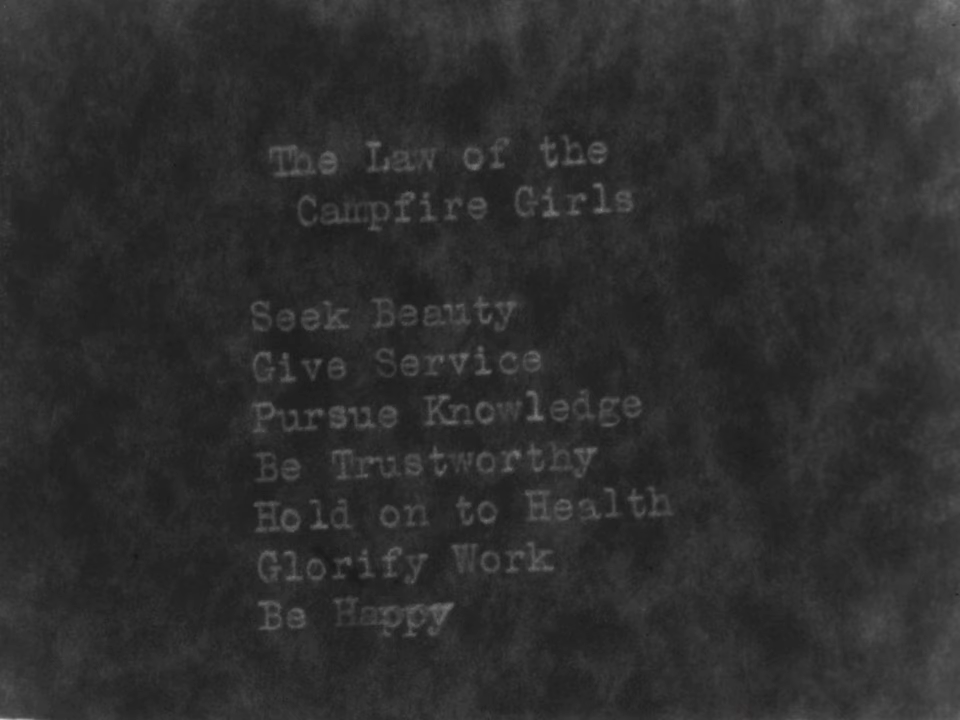 The Law of the
Campfire Girls
Seek Beauty
Give Service
Pursue Knowledge
Be Trustworthy
Hold on to Health
Glorify Work
Be Happy